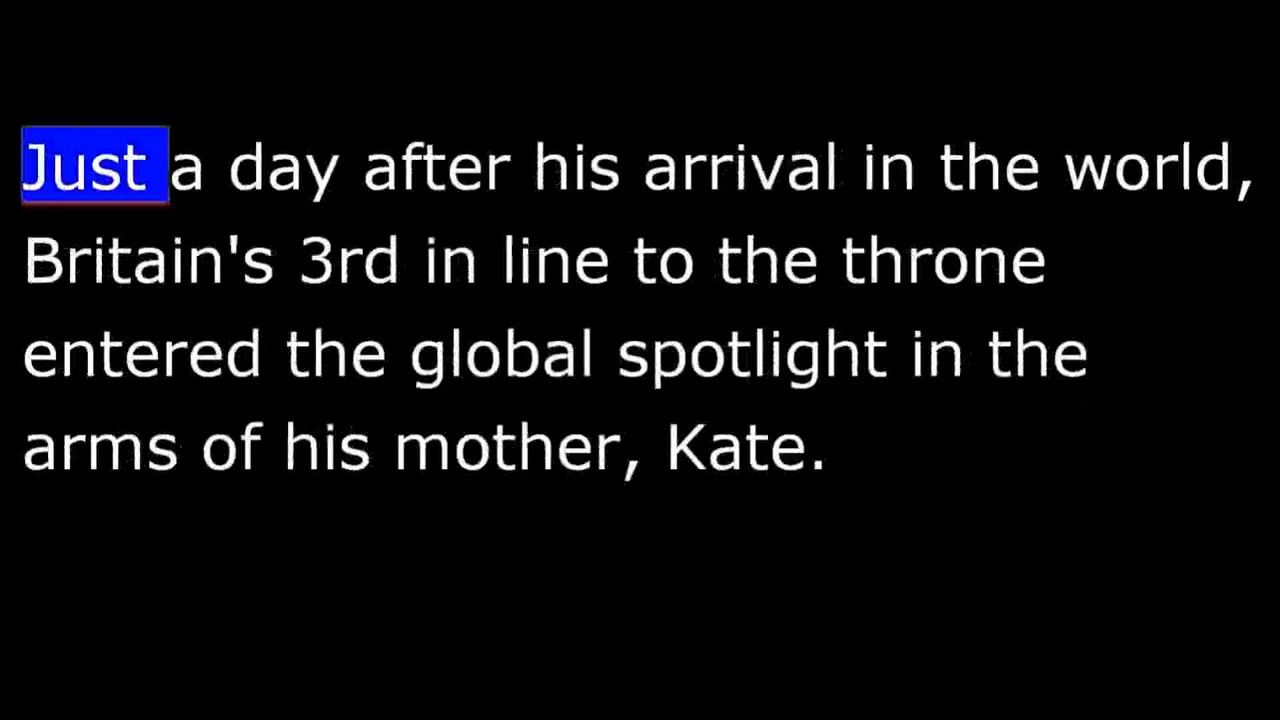 Just a day after his arrival in the world,
Britain's 3rd in line to the throne
entered the global spotlight in the
arms of his mother, Kate.